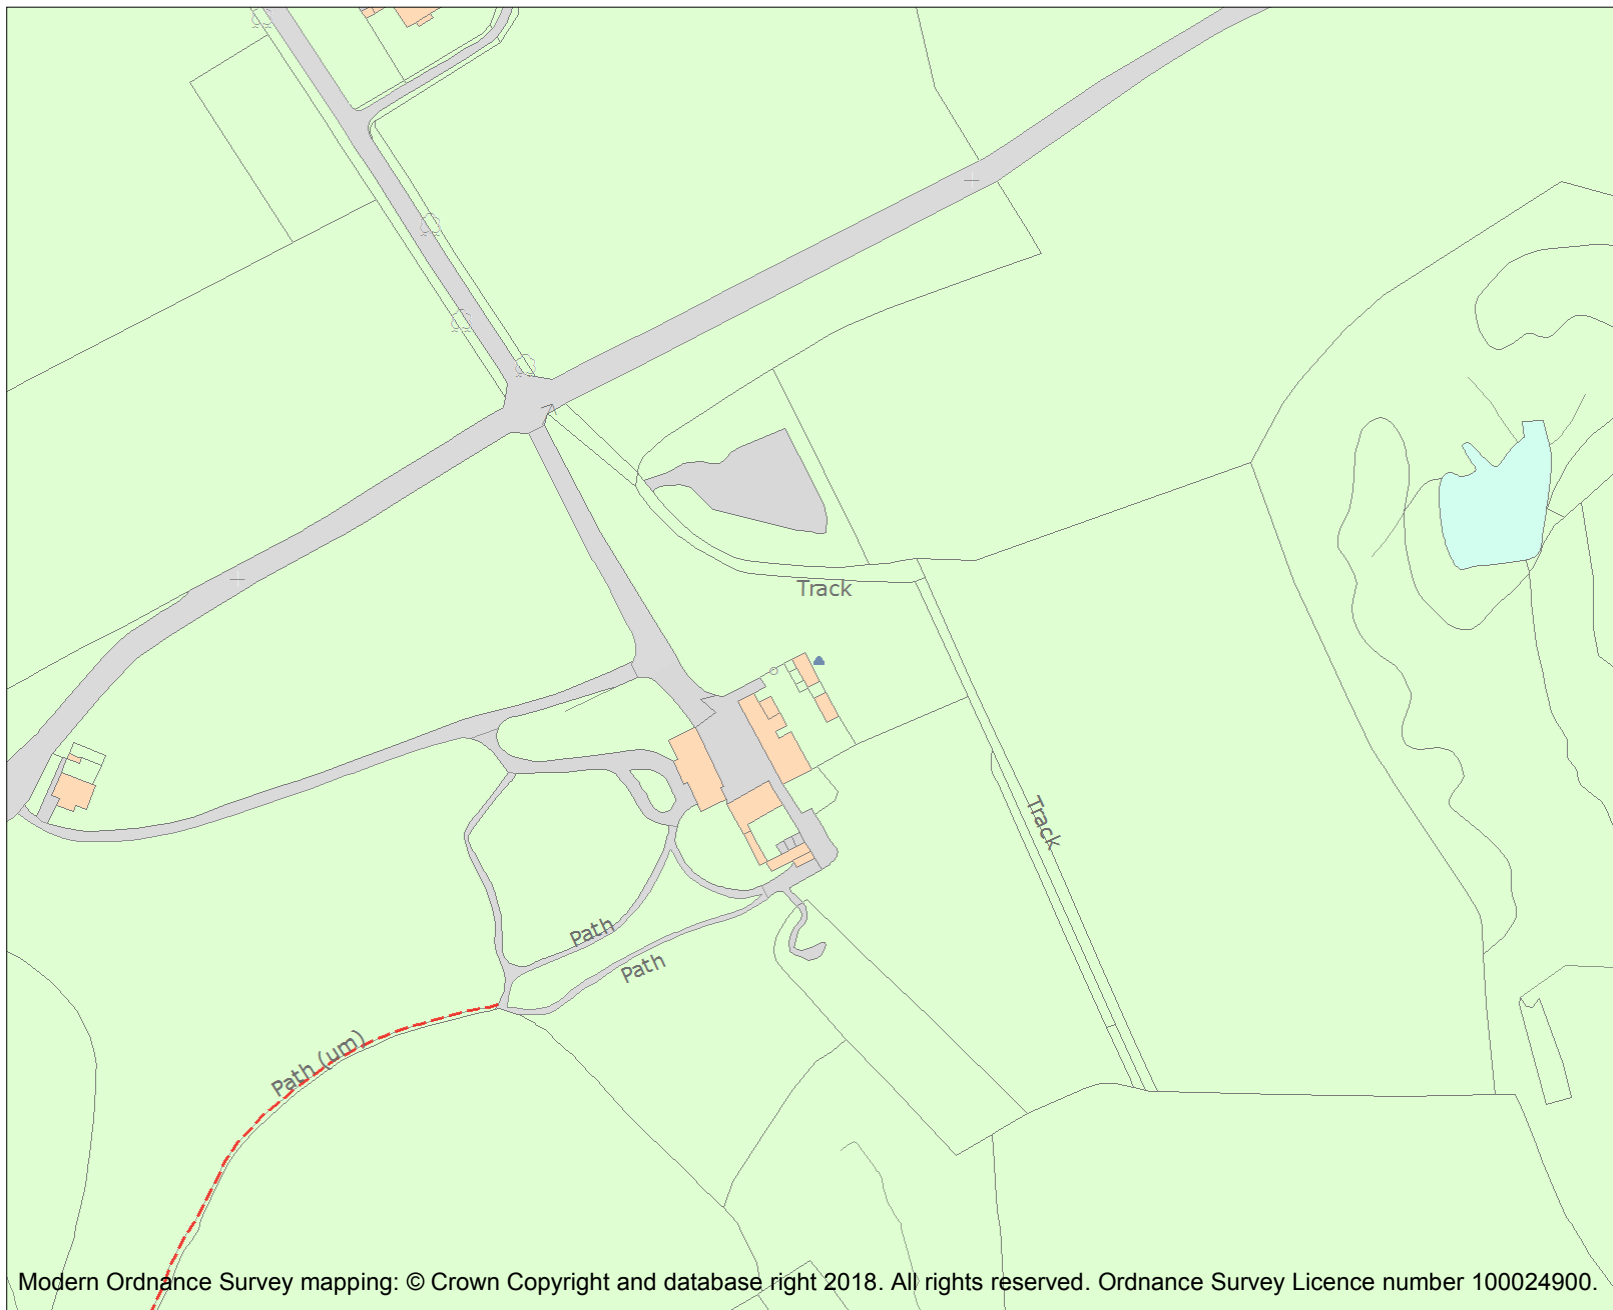 Track
Track
Path
Path
Path (um)
Modern Ordnance Survey mapping: © Crown Copyright and database right 2018. All rights reserved. Ordnance Survey Licence number 100024900.